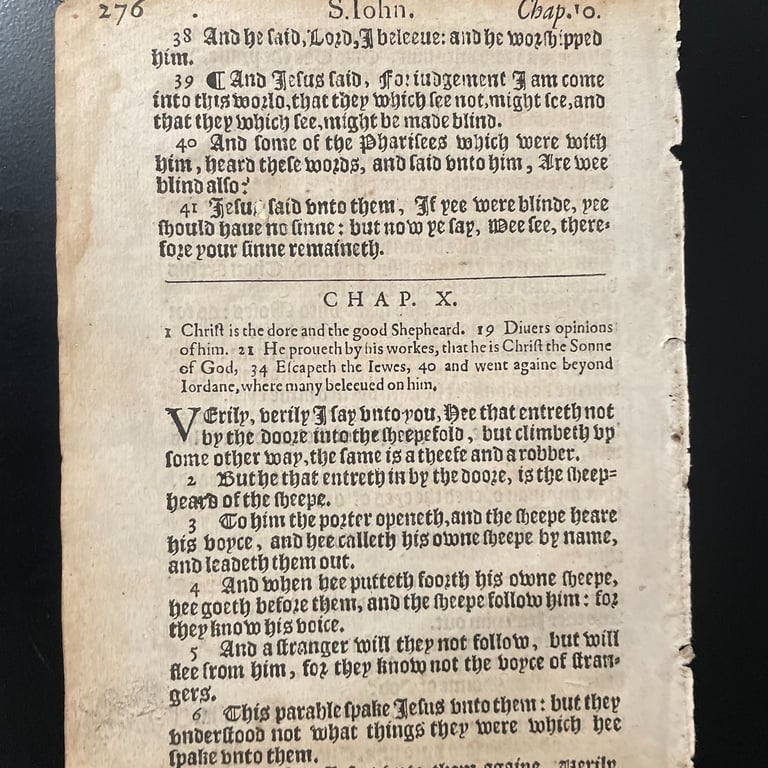 276 S. Iohn. Chap. 10.
38 And he said, Lord, I beleeue: and he worshipped
him.
39 ¶ And Jesus said, For iudgement I am come
into this world, that they which see not, might see, and
that they which see, might be made blind.
40 And some of the Pharisees which were with
him, heard these words, and said vnto him, Are wee
blind also?
41 Jesus said vnto them, If yee were blinde, yee
should haue no sinne: but now ye say, Wee see, there-
fore your sinne remaineth.
CHAP. X.
1 Christ is the dore and the good Shepheard. 19 Diuers opinions
of him. 21 He proueth by his workes, that he is Christ the Sonne
of God, 34 Escapeth the Iewes, 40 and went againe beyond
Iordane, where many beleeued on him.
VErily, verily I say vnto you, Hee that entreth not
by the doore into the sheepefold, but climbeth vp
some other way, the same is a theefe and a robber.
2 But he that entreth in by the doore, is the sheep-
heard of the sheepe.
3 To him the porter openeth, and the sheepe heare
his voyce, and hee calleth his owne sheepe by name,
and leadeth them out.
4 And when hee putteth foorth his owne sheepe,
hee goeth before them, and the sheepe follow him: for
they know his voice.
5 And a stranger will they not follow, but will
flee from him, for they know not the voyce of stran-
gers.
6 This parable spake Jesus vnto them: but they
vnderstood not what things they were which hee
spake vnto them.
vnto them againe, Verily